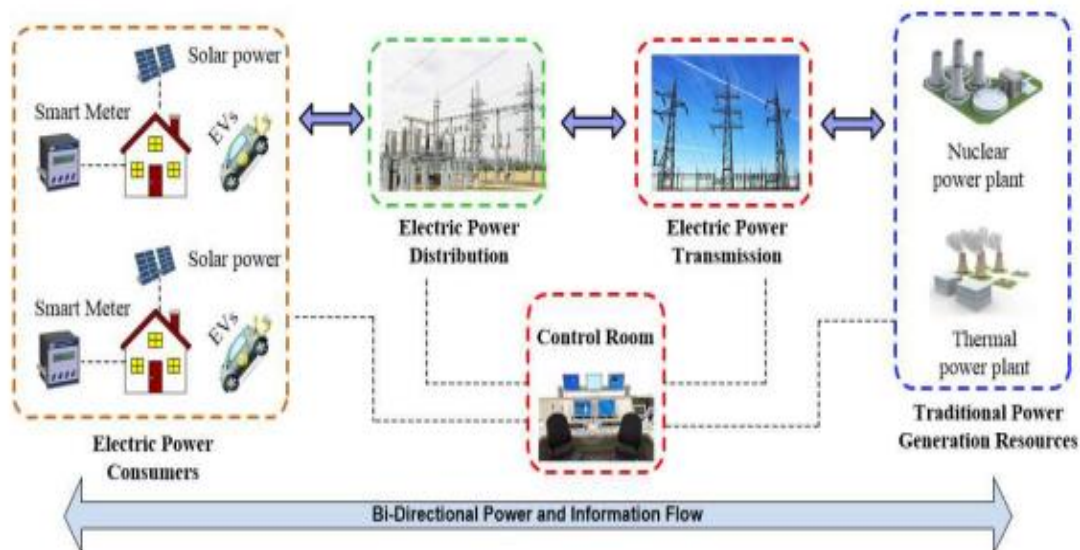 Solar power
Smart Meter
EVs
Solar power
Smart Meter
EVs
Electric Power
Consumers
Electric Power
Distribution
Electric Power
Transmission
Control Room
Nuclear
power plant
Thermal
power plant
Traditional Power
Generation Resources
Bi-Directional Power and Information Flow